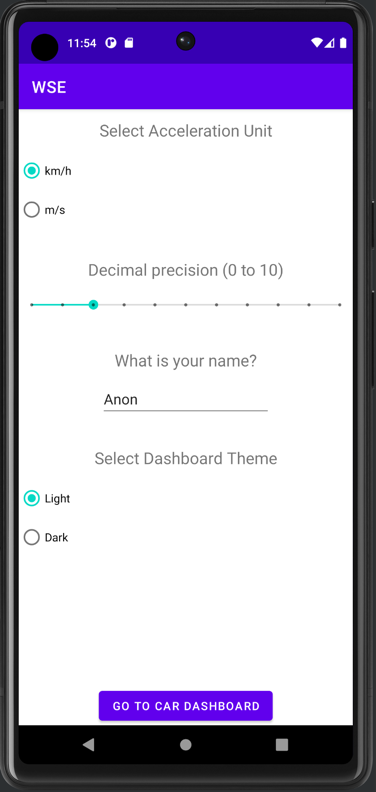 11:54
WSE
Select Acceleration Unit
km/h
m/s
Decimal precision (0 to 10)
What is your name?
Anon
Select Dashboard Theme
Light
Dark
GO TO CAR DASHBOARD